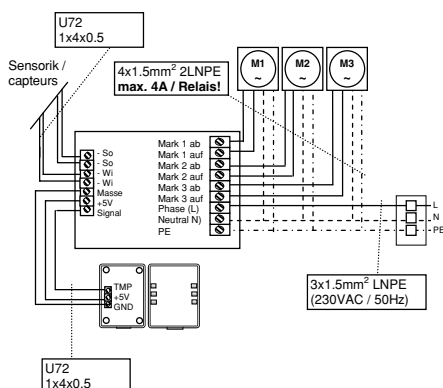 U72
1x4x0.5
Sensorik /
capteurs
4x1.5mm² 2LNPE
max. 4A / Relais!
M1
~
M2
~
M3
~
- So
- So
- Wi
- Wi
Masse
+5V
Signal
Mark 1 ab
Mark 1 auf
Mark 2 ab
Mark 2 auf
Mark 3 ab
Mark 3 auf
Phase (L)
Neutral N)
PE
L
N
PE
3x1.5mm² LNPE
(230VAC / 50Hz)
TMP
+5V
GND
U72
1x4x0.5